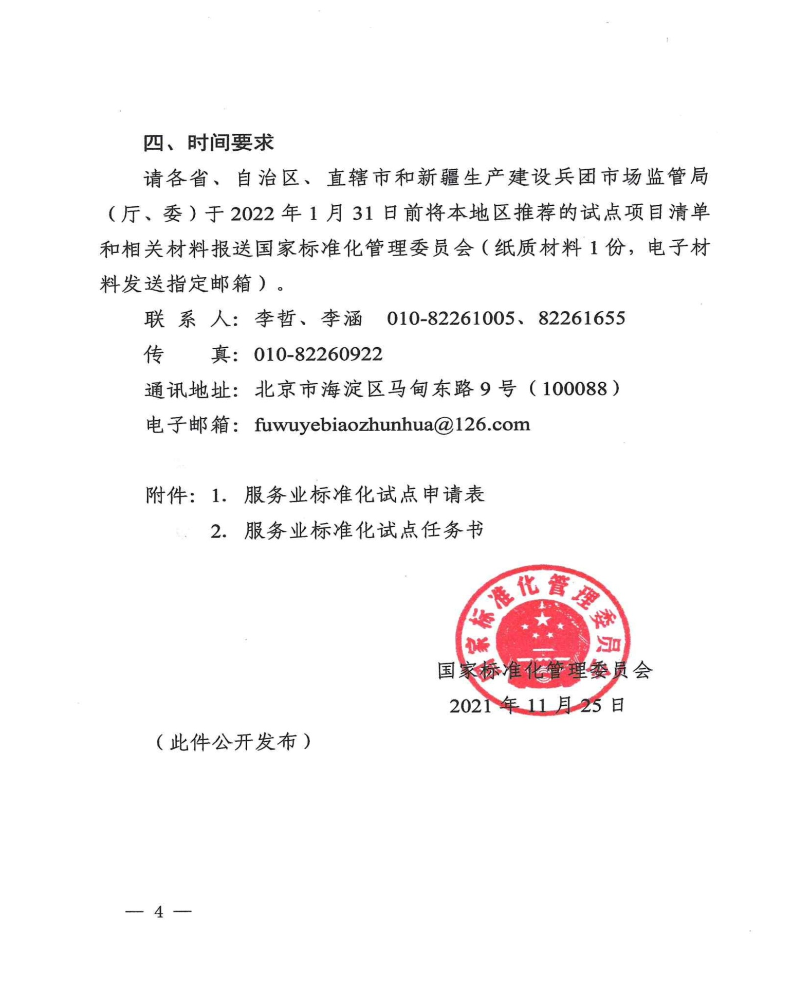 四、时间要求
请各省、自治区、直辖市和新疆生产建设兵团市场监管局
（厅、委）于 2022 年 1 月 31 日前将本地区推荐的试点项目清单
和相关材料报送国家标准化管理委员会（纸质材料 1 份，电子材
料发送指定邮箱）。
联 系 人：李哲、李涵 010-82261005、82261655
传 真：010-82260922
通讯地址：北京市海淀区马甸东路 9 号（100088）
电子邮箱：fuwuyebiaozhunhua@126.com
附件：1. 服务业标准化试点申请表
2. 服务业标准化试点任务书
国家标准化管理委员会
国家标准化管理委员会
2021 年 11 月 25 日
（此件公开发布）
— 4 —